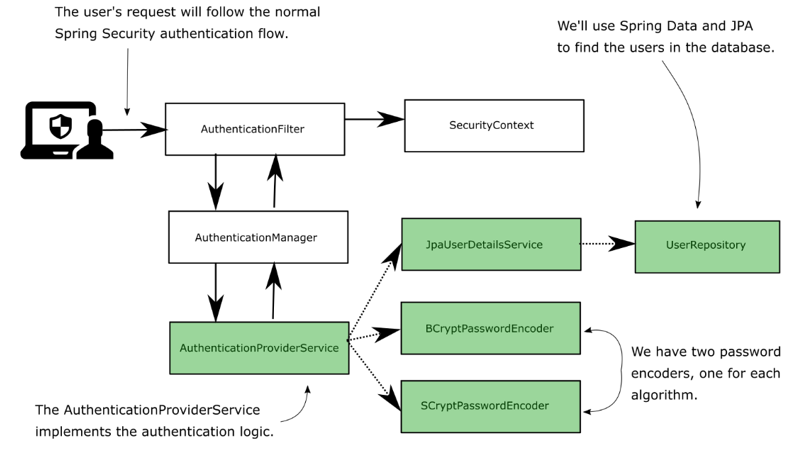 The user's request will follow the normal
Spring Security authentication flow.
We'll use Spring Data and JPA
to find the users in the database.
AuthenticationFilter
SecurityContext
AuthenticationManager
JpaUserDetailsService
UserRepository
AuthenticationProviderService
BCryptPasswordEncoder
We have two password
encoders, one for each
algorithm.
SCryptPasswordEncoder
The AuthenticationProviderService
implements the authentication logic.